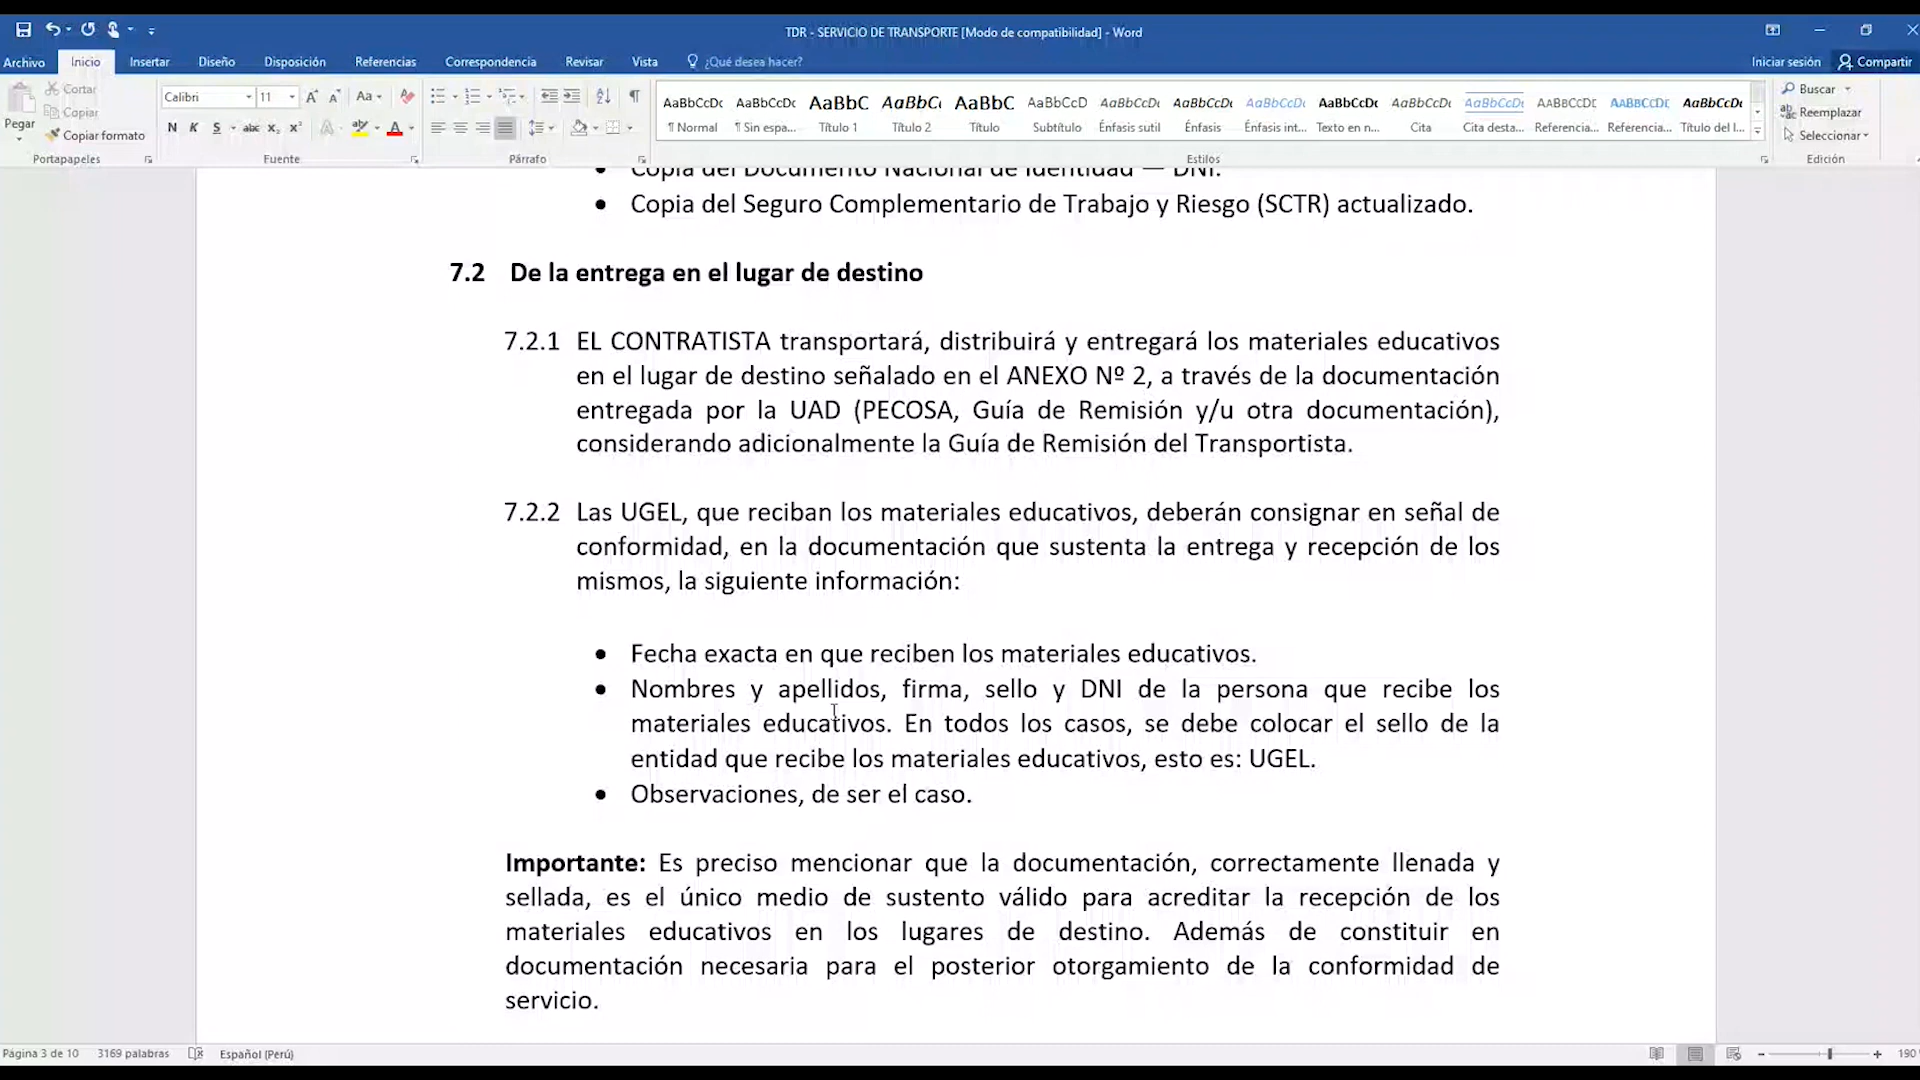 TDR - SERVICIO DE TRANSPORTE [Modo de compatibilidad] - Word
Archivo Inicio Insertar Diseño Disposición Referencias Correspondencia Revisar Vista ¿Qué desea hacer? Iniciar sesión Compartir
Pegar
Cortar
Copiar
Copiar formato
Portapapeles
Calibri 11
N K S abc x₂ x²
Fuente
Párrafo
AaBbCcDc AaBbCcDc AaBbC AaBbCc AaBbC AaBbCcD AaBbCcDc AaBbCcDc AaBbCcDc AaBbCcDc AaBbCcDc AaBbCcDc AABBCCDC AABBCCDC AaBbCcDc
¶ Normal ¶ Sin espa... Título 1 Título 2 Título Subtítulo Énfasis sutil Énfasis Énfasis int... Texto en n... Cita Cita desta... Referencia... Referencia... Título del l...
Estilos
Buscar
Reemplazar
Seleccionar
Edición
• Copia del Documento Nacional de Identidad — DNI.
• Copia del Seguro Complementario de Trabajo y Riesgo (SCTR) actualizado.
7.2 De la entrega en el lugar de destino
7.2.1 EL CONTRATISTA transportará, distribuirá y entregará los materiales educativos
en el lugar de destino señalado en el ANEXO Nº 2, a través de la documentación
entregada por la UAD (PECOSA, Guía de Remisión y/u otra documentación),
considerando adicionalmente la Guía de Remisión del Transportista.
7.2.2 Las UGEL, que reciban los materiales educativos, deberán consignar en señal de
conformidad, en la documentación que sustenta la entrega y recepción de los
mismos, la siguiente información:
• Fecha exacta en que reciben los materiales educativos.
• Nombres y apellidos, firma, sello y DNI de la persona que recibe los
materiales educativos. En todos los casos, se debe colocar el sello de la
entidad que recibe los materiales educativos, esto es: UGEL.
• Observaciones, de ser el caso.
Importante: Es preciso mencionar que la documentación, correctamente llenada y
sellada, es el único medio de sustento válido para acreditar la recepción de los
materiales educativos en los lugares de destino. Además de constituir en
documentación necesaria para el posterior otorgamiento de la conformidad de
servicio.
Página 3 de 10 3169 palabras Español (Perú) 190